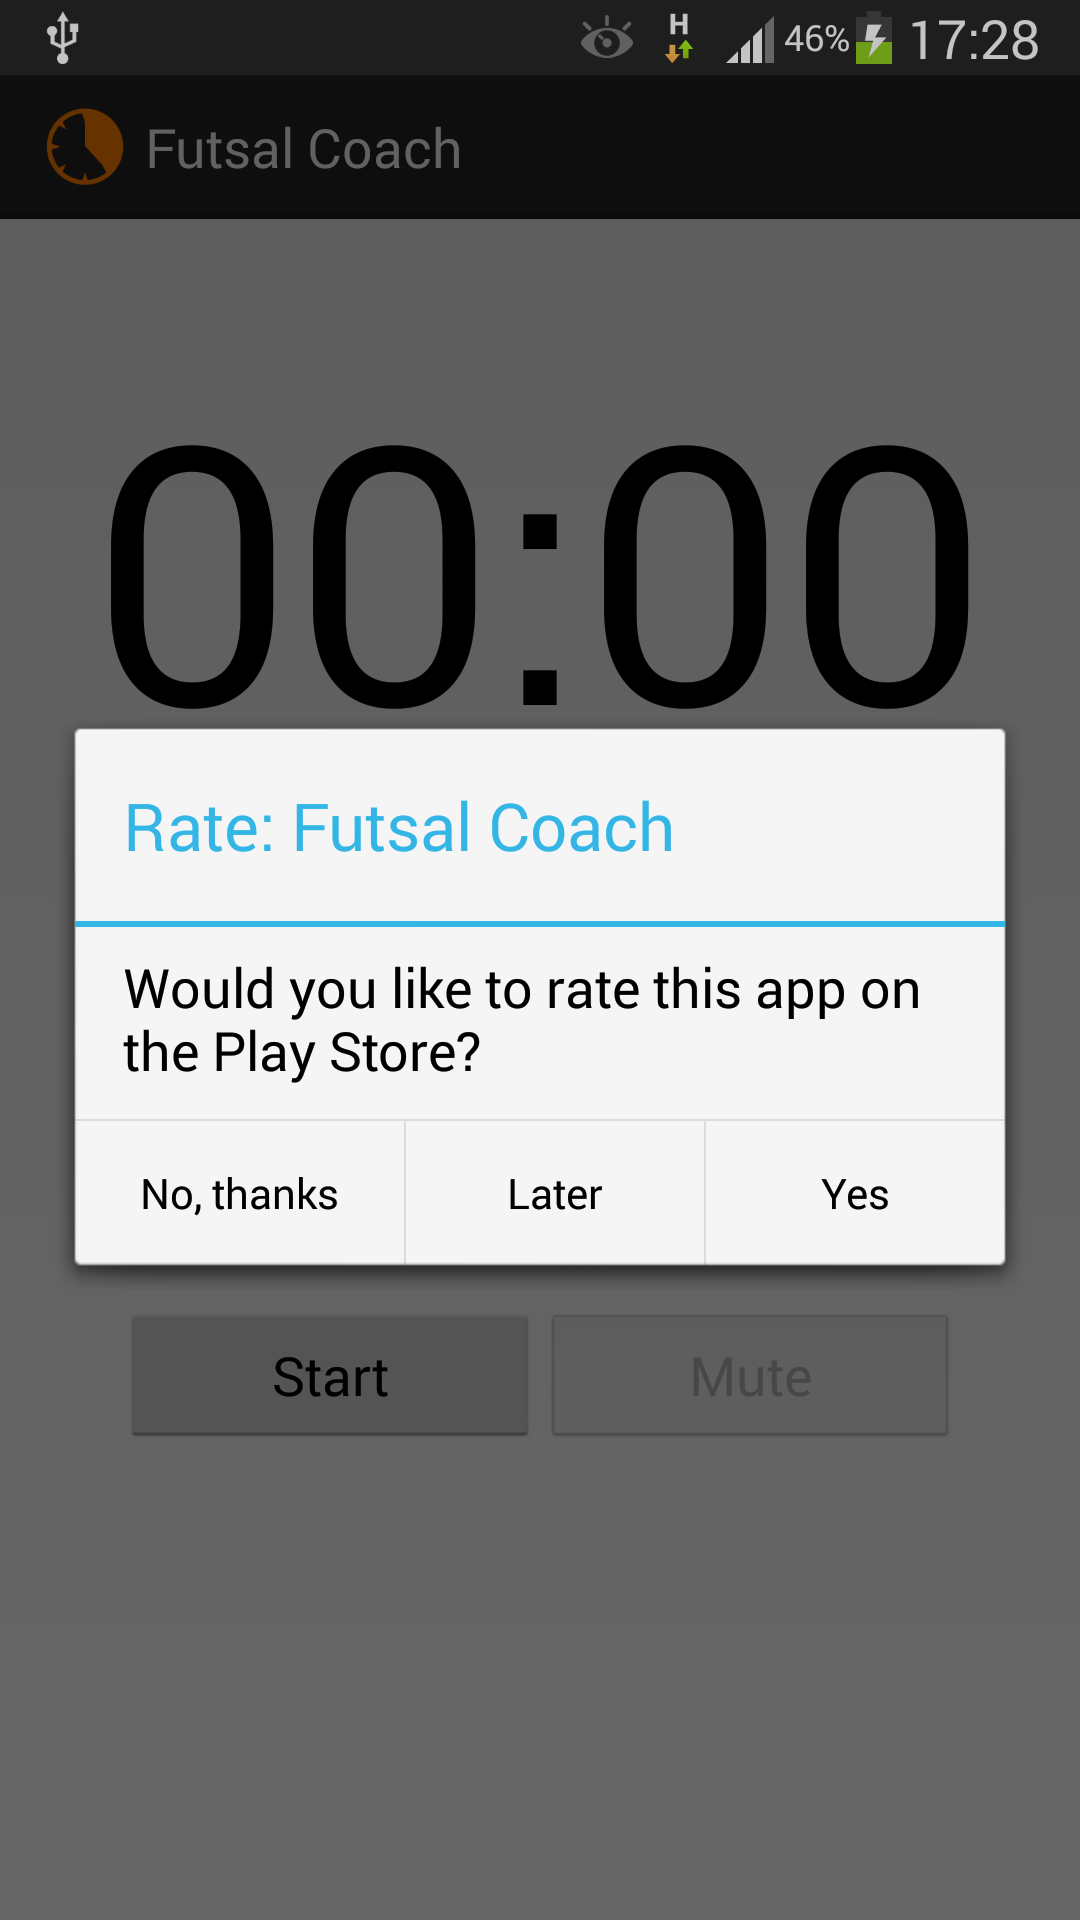 H
46%
17:28
Futsal Coach
00:00
Rate: Futsal Coach
Would you like to rate this app on
the Play Store?
No, thanks
Later
Yes
Start
Mute